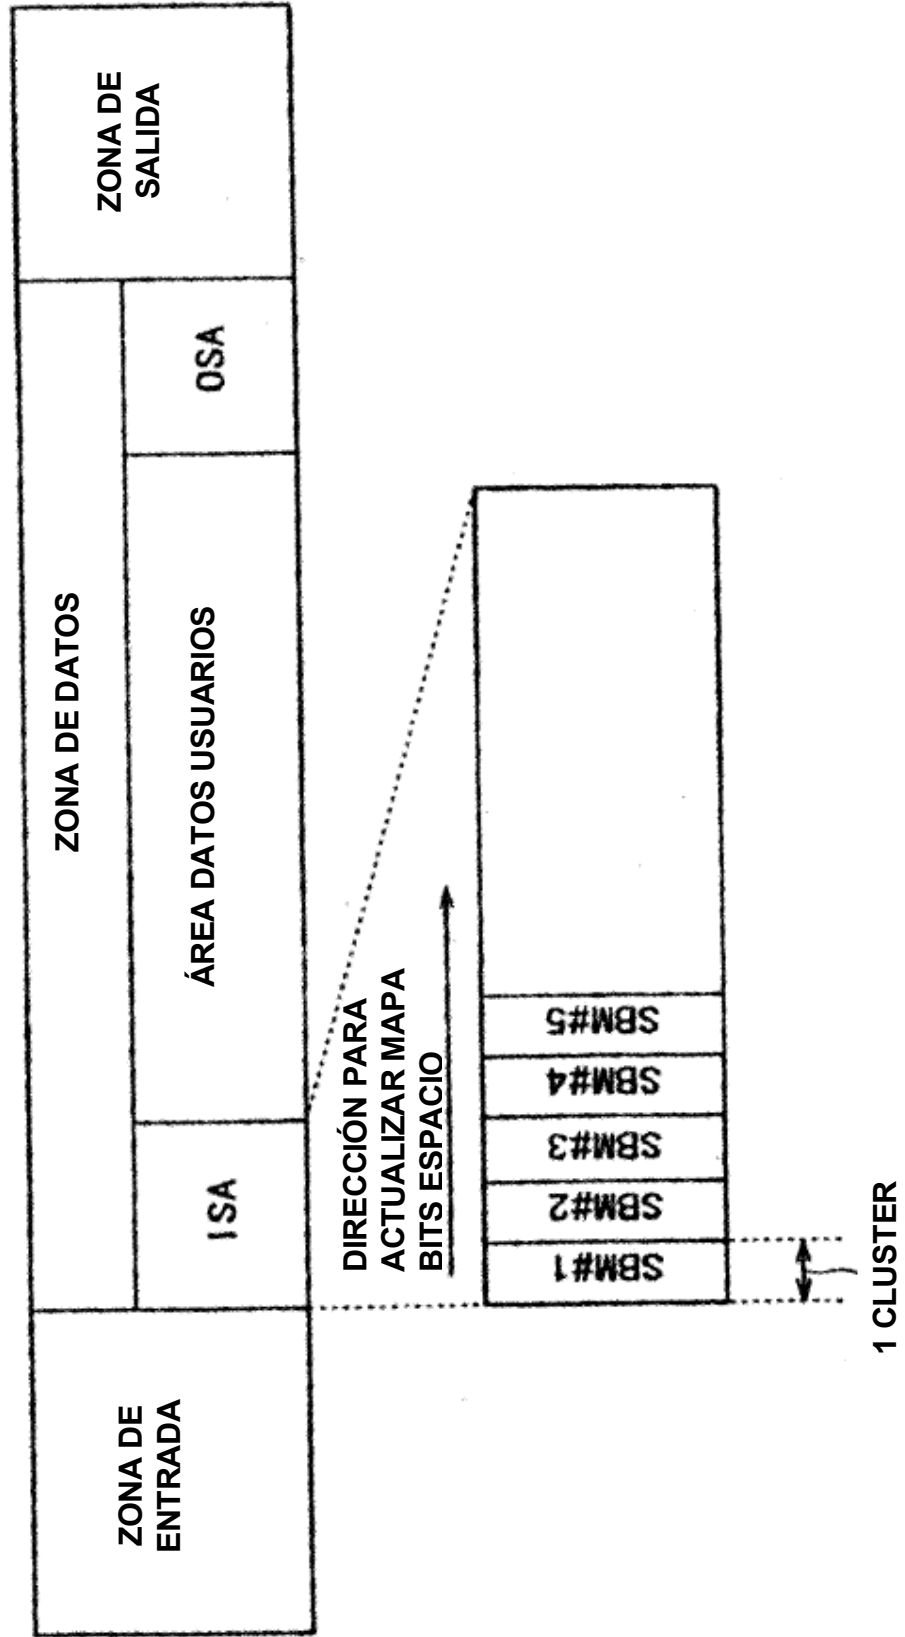 ZONA DE
ENTRADA
ZONA DE DATOS
ZONA DE
SALIDA
ISA
ÁREA DATOS USUARIOS
OSA
DIRECCIÓN PARA
ACTUALIZAR MAPA
BITS ESPACIO
SBM#1
SBM#2
SBM#3
SBM#4
SBM#5
1 CLUSTER